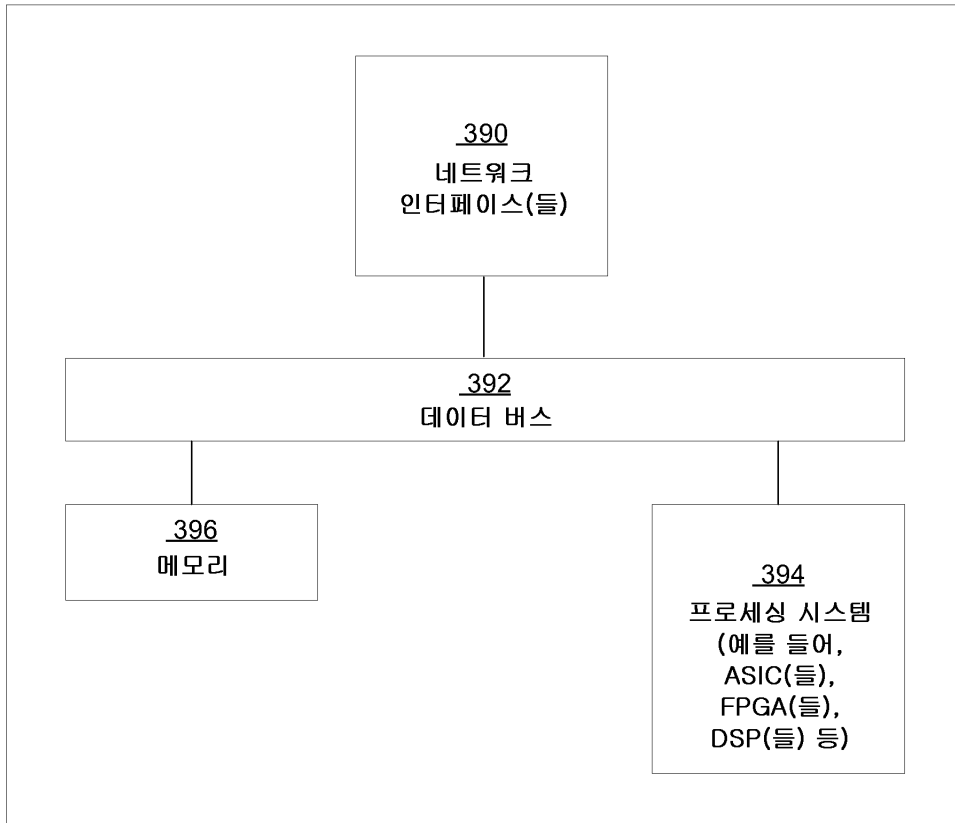 390
네트워크
인터페이스(들)
392
데이터 버스
396
메모리
394
프로세싱 시스템
(예를 들어,
ASIC(들),
FPGA(들),
DSP(들) 등)